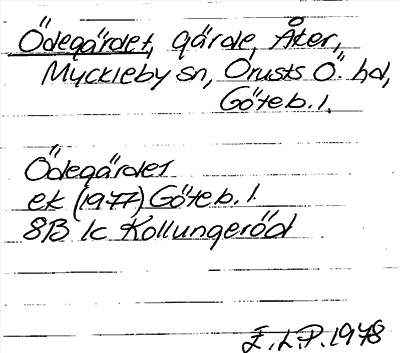 Ödegärdet, gärde, Åker,
Myckleby sn, Orusts Ö. hd,
Göteb. l.
Ödegärdet
ek (1977) Göteb. l.
8B 1c Kollungeröd
E.L.P. 1978